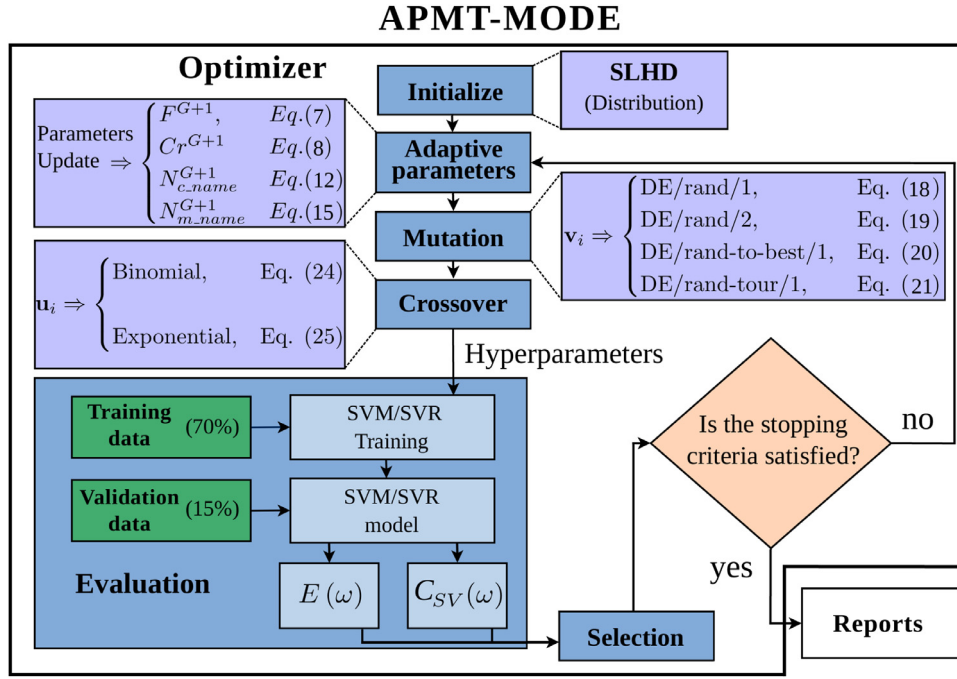 APMT-MODE
Optimizer
Initialize
SLHD
(Distribution)
Parameters
Update ⇒
F^{G+1}, Eq.(7)
Cr^{G+1} Eq.(8)
N_{c_name}^{G+1} Eq.(12)
N_{m_name}^{G+1} Eq.(15)
Adaptive
parameters
Mutation
v_i ⇒
DE/rand/1, Eq. (18)
DE/rand/2, Eq. (19)
DE/rand-to-best/1, Eq. (20)
DE/rand-tour/1, Eq. (21)
u_i ⇒
Binomial, Eq. (24)
Exponential, Eq. (25)
Crossover
Hyperparameters
Training
data (70%)
SVM/SVR
Training
Validation
data (15%)
SVM/SVR
model
Evaluation
E (ω)
C_{SV}(ω)
Selection
Is the stopping
criteria satisfied?
no
yes
Reports